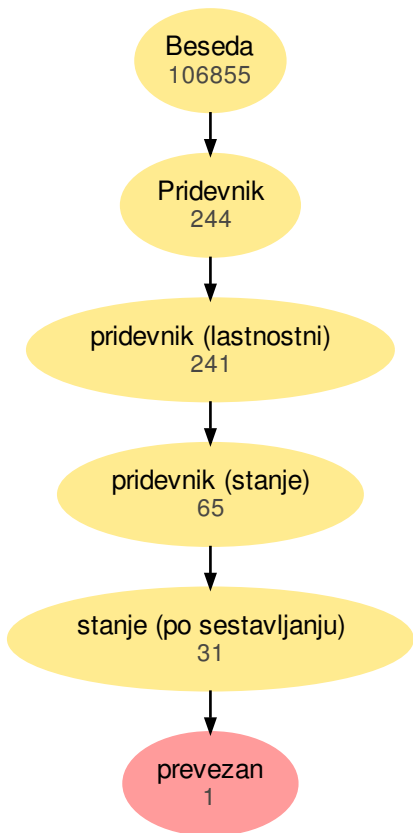 Beseda
106855
Pridevnik
244
pridevnik (lastnostni)
241
pridevnik (stanje)
65
stanje (po sestavljanju)
31
prevezan
1